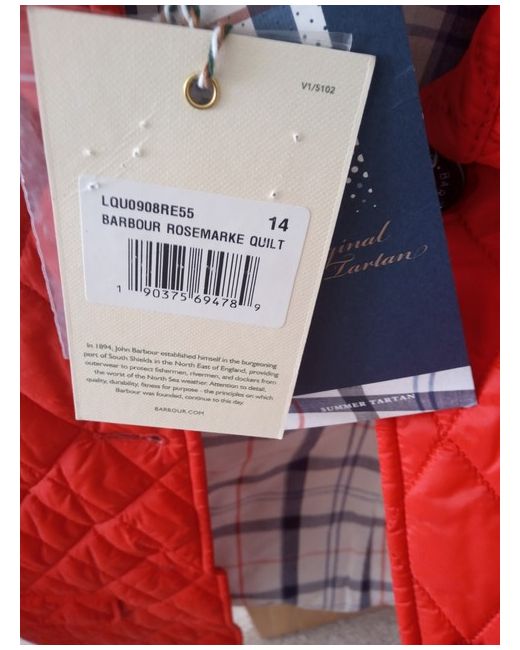 V1/5102
LQU0908RE55
14
BARBOUR ROSEMARKE QUILT
1 90375 69478 9
In 1894, John Barbour established himself in the burgeoning
port of South Shields in the North East of England, providing
outerwear to protect fishermen, rivermen, and dockers from
the worst of the North Sea weather. Attention to detail,
quality, durability, fitness for purpose - the principles on which
Barbour was founded, continue to this day.
BARBOUR.COM
ginal
Tartan
SUMMER TARTAN